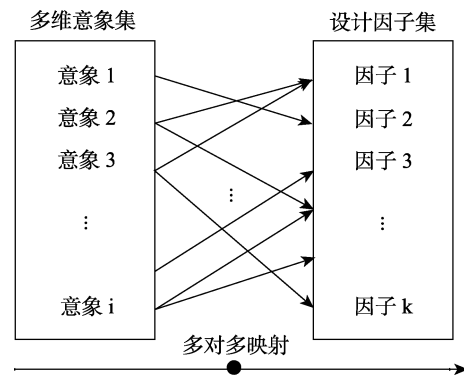 多维意象集
设计因子集
意象 1
意象 2
意象 3
⋮
意象 i
⋮
因子 1
因子 2
因子 3
⋮
因子 k
多对多映射